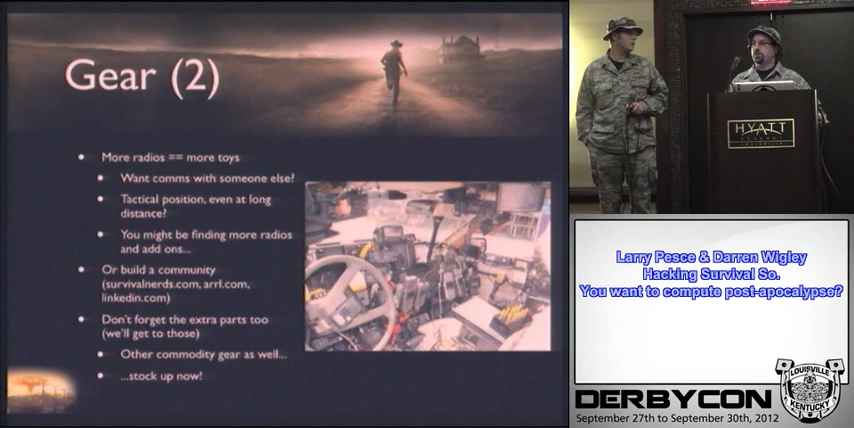 Gear (2)
More radios == more toys
Want comms with someone else?
Tactical position, even at long
distance?
You might be finding more radios
and add ons...
Or build a community
(survivalnerds.com, arrl.com,
linkedin.com)
Don't forget the extra parts too
(we'll get to those)
Other commodity gear as well...
...stock up now!
HYATT
Larry Pesce & Darren Wigley
Hacking Survival So.
You want to compute post-apocalypse?
DERBYCON
September 27th to September 30th, 2012
LOUISVILLE
KENTUCKY